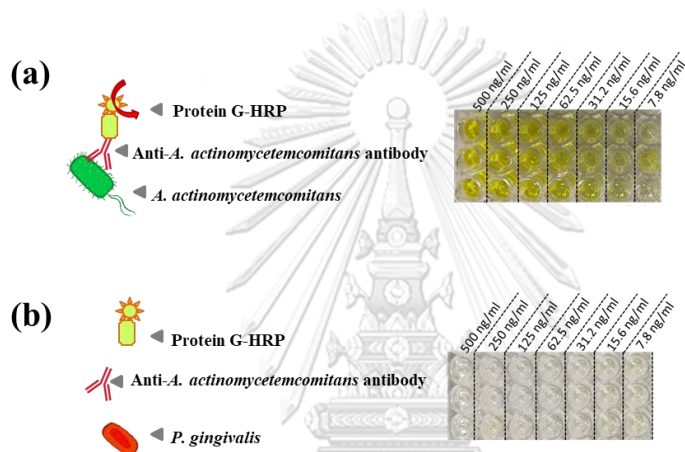 (a)
Protein G-HRP
Anti-A. actinomycetemcomitans antibody
A. actinomycetemcomitans
500 ng/ml
250 ng/ml
125 ng/ml
62.5 ng/ml
31.2 ng/ml
15.6 ng/ml
7.8 ng/ml
(b)
Protein G-HRP
Anti-A. actinomycetemcomitans antibody
P. gingivalis
500 ng/ml
250 ng/ml
125 ng/ml
62.5 ng/ml
31.2 ng/ml
15.6 ng/ml
7.8 ng/ml